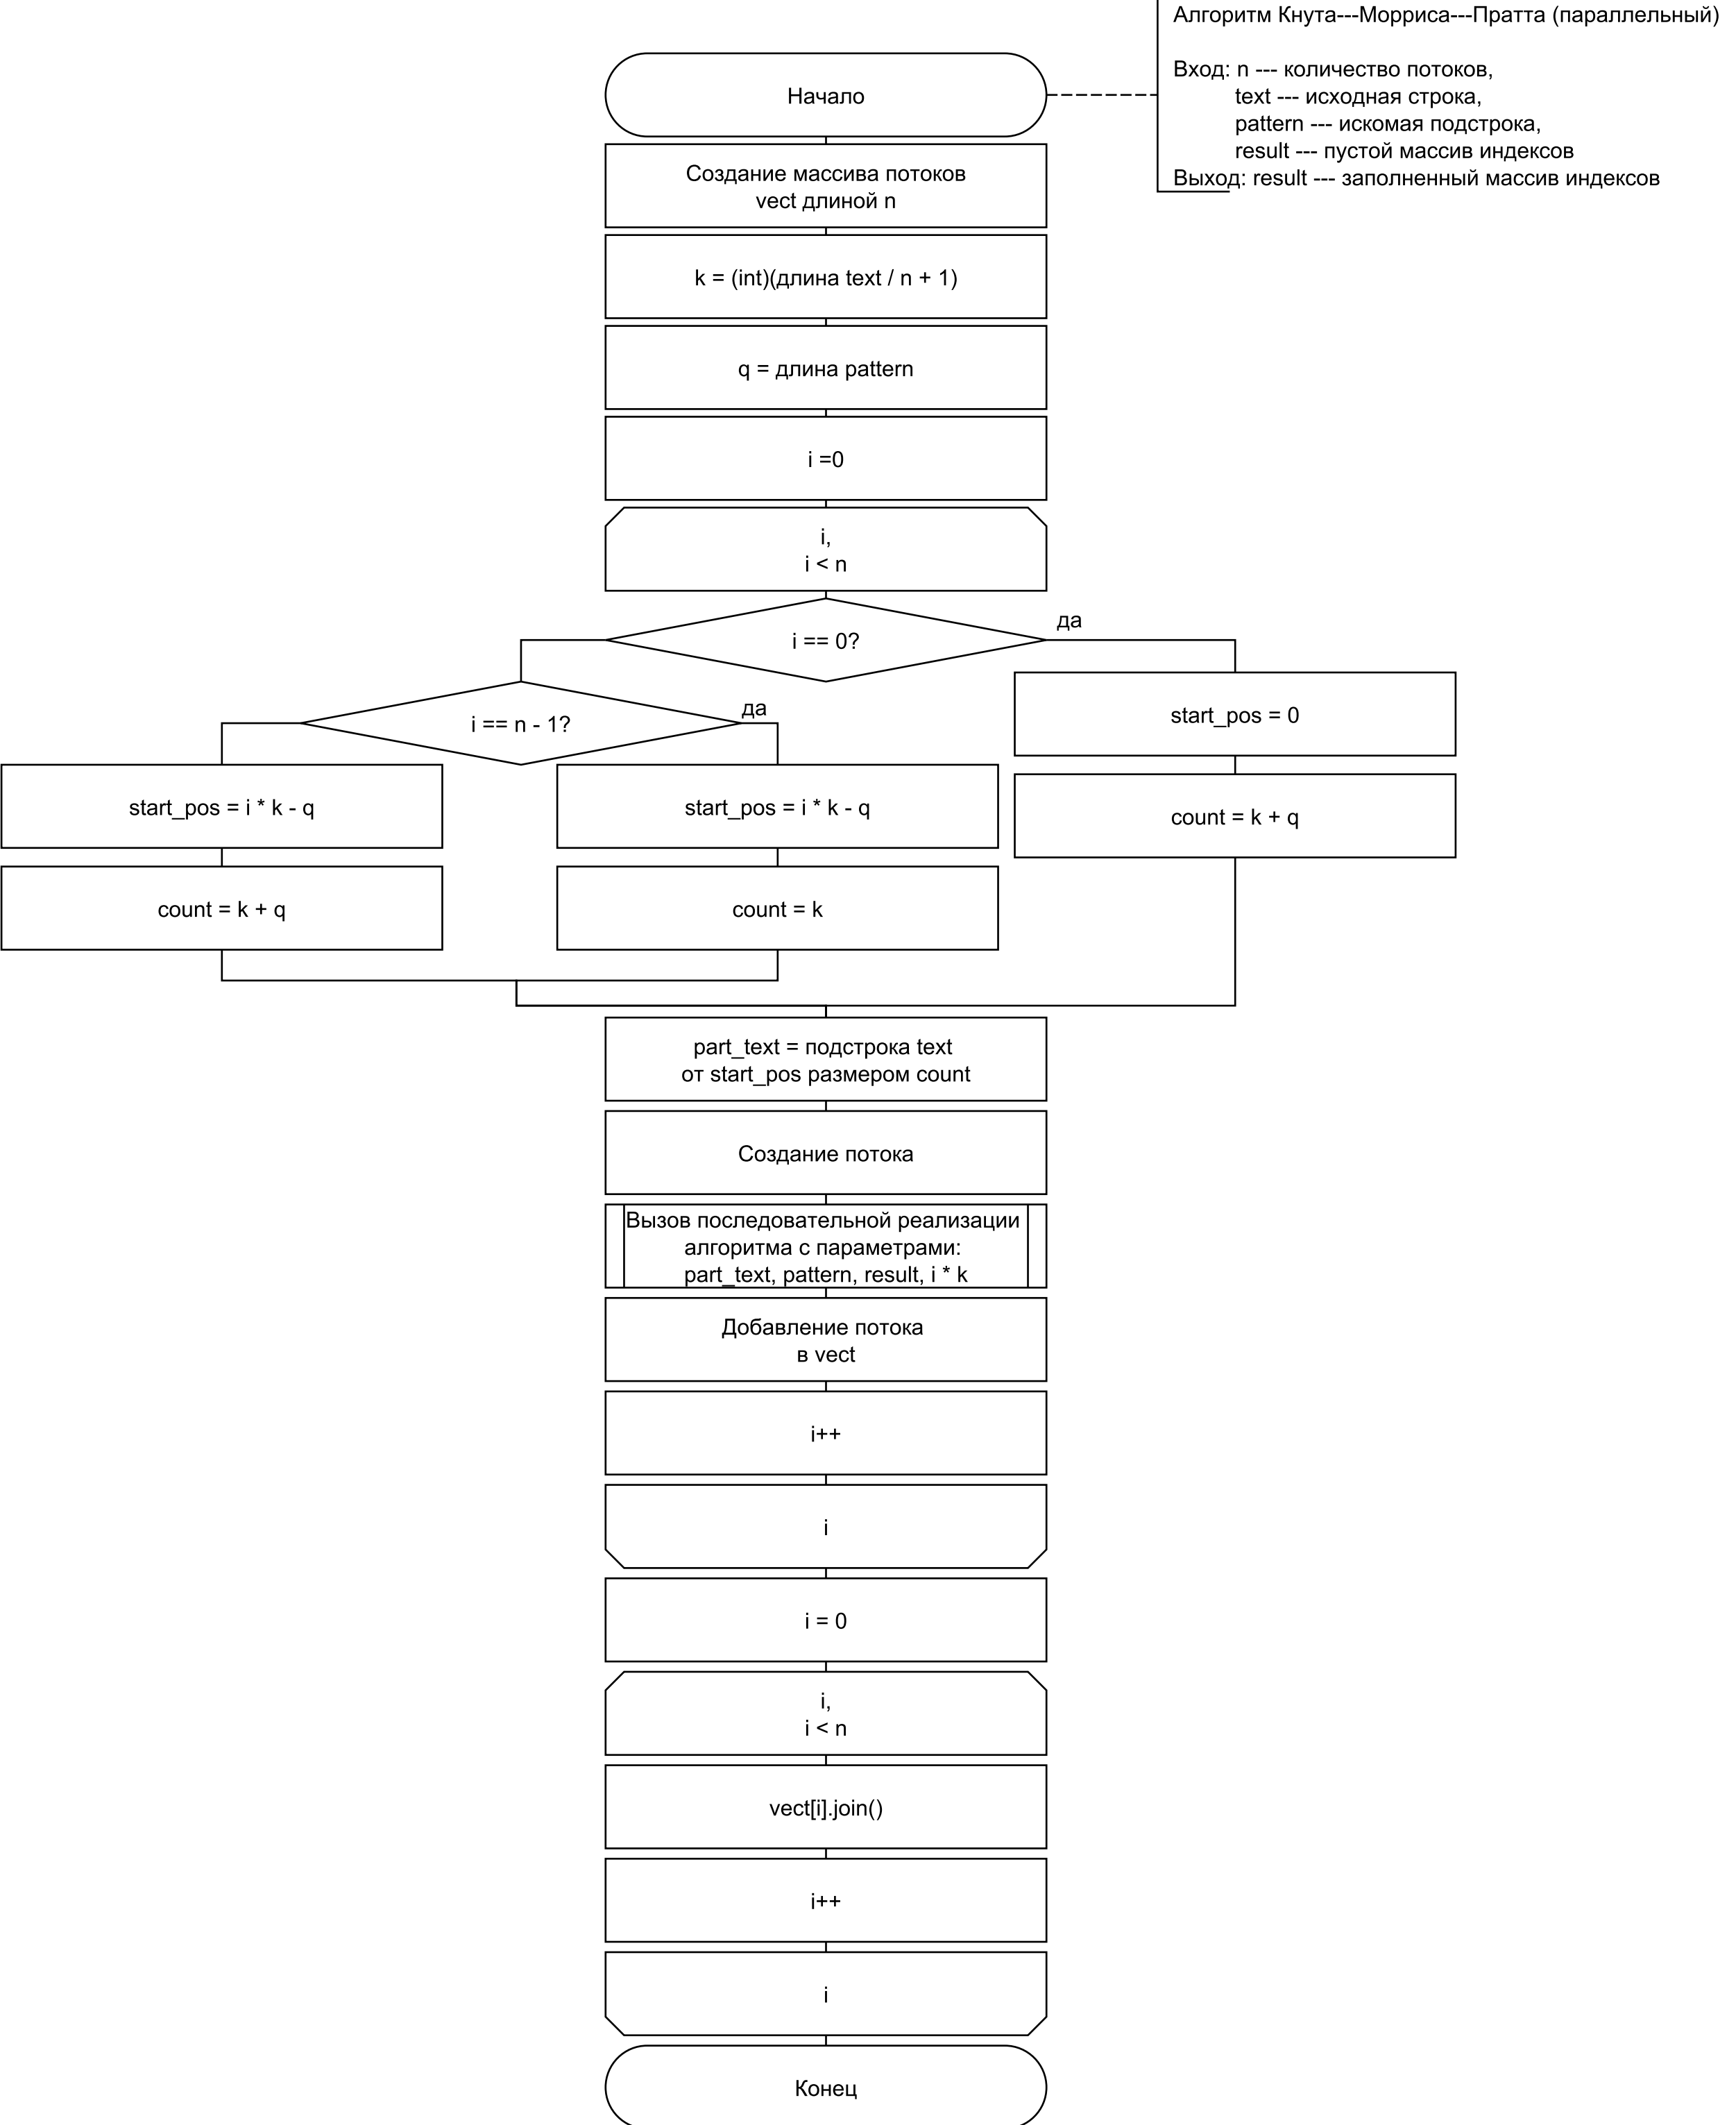 Алгоритм Кнута---Морриса---Пратта (параллельный)
Вход: n --- количество потоков,
text --- исходная строка,
pattern --- искомая подстрока,
result --- пустой массив индексов
Выход: result --- заполненный массив индексов
Начало
Создание массива потоков
vect длиной n
k = (int)(длина text / n + 1)
q = длина pattern
i =0
i,
i < n
i == 0?
да
i == n - 1?
да
start_pos = 0
count = k + q
start_pos = i * k - q
count = k + q
start_pos = i * k - q
count = k
part_text = подстрока text
от start_pos размером count
Создание потока
Вызов последовательной реализации
алгоритма с параметрами:
part_text, pattern, result, i * k
Добавление потока
в vect
i++
i
i = 0
i,
i < n
vect[i].join()
i++
i
Конец